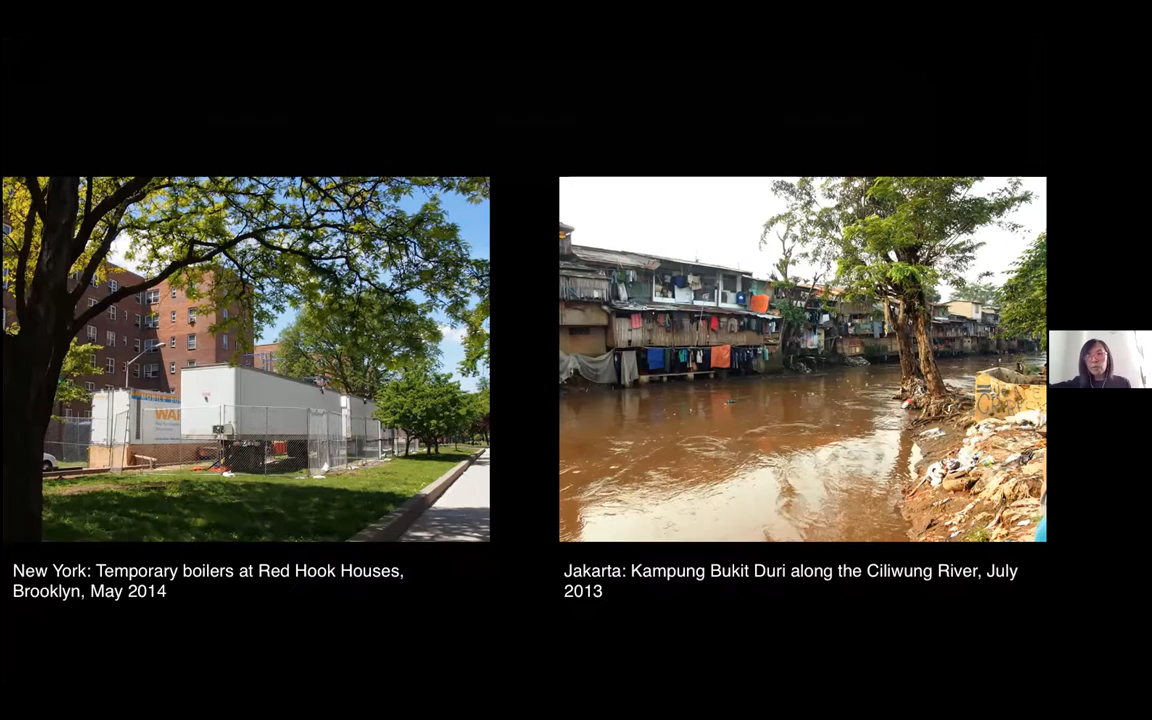 WA
New York: Temporary boilers at Red Hook Houses,
Brooklyn, May 2014
Jakarta: Kampung Bukit Duri along the Ciliwung River, July
2013